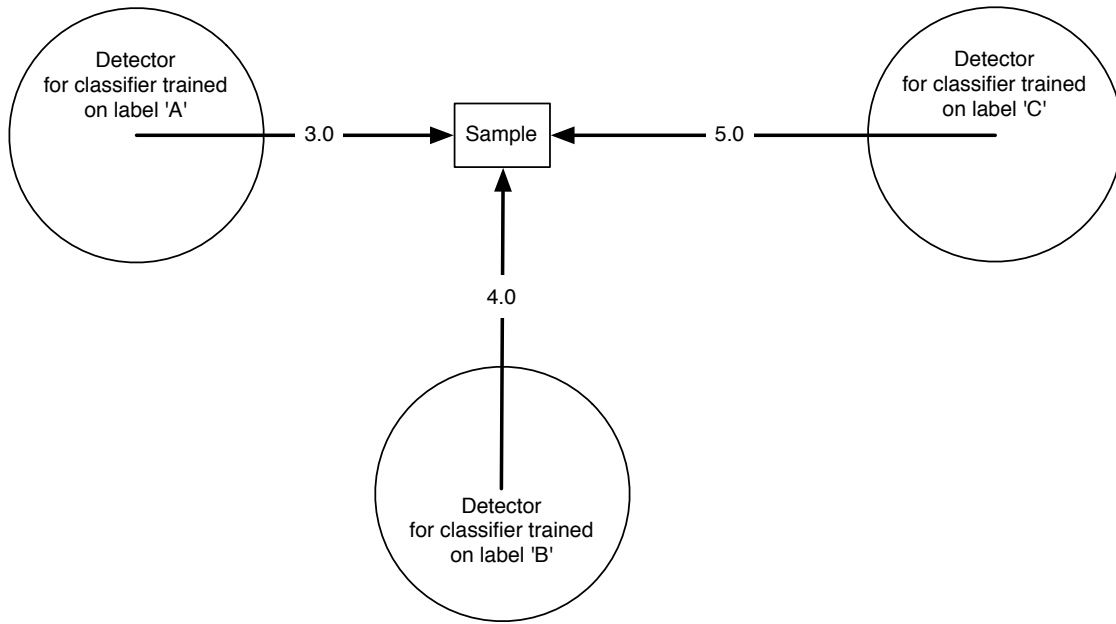 Detector
for classifier trained
on label 'A'
3.0
Sample
5.0
Detector
for classifier trained
on label 'C'
4.0
Detector
for classifier trained
on label 'B'